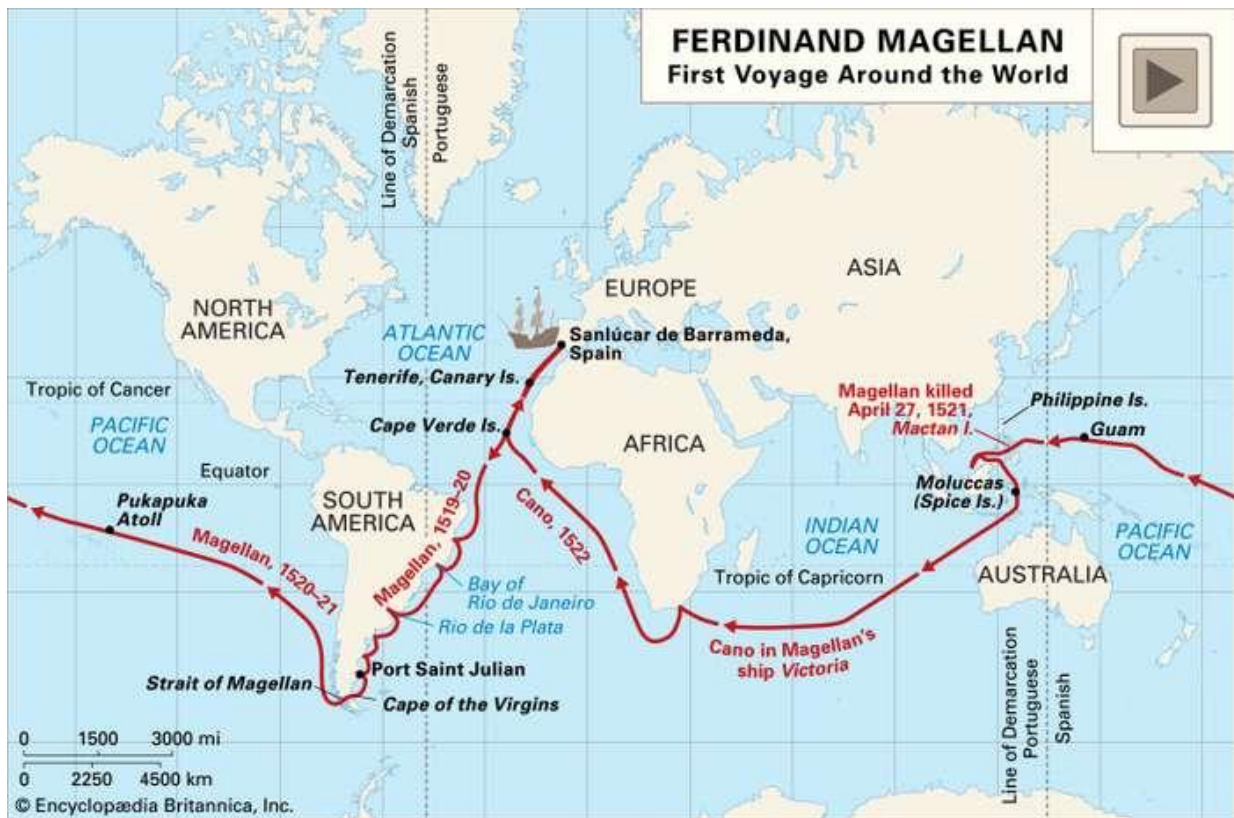 FERDINAND MAGELLAN
First Voyage Around the World
Line of Demarcation
Spanish
Portuguese
NORTH
AMERICA
ATLANTIC
OCEAN
EUROPE
ASIA
Sanlúcar de Barrameda,
Spain
Tenerife, Canary Is.
Tropic of Cancer
PACIFIC
OCEAN
Cape Verde Is.
AFRICA
Magellan killed
April 27, 1521,
Mactan I.
Philippine Is.
Guam
Equator
SOUTH
AMERICA
Moluccas
(Spice Is.)
Pukapuka
Atoll
Magellan, 1520–21
Magellan, 1519–20
Cano, 1522
INDIAN
OCEAN
PACIFIC
OCEAN
Tropic of Capricorn
AUSTRALIA
Bay of
Rio de Janeiro
Rio de la Plata
Cano in Magellan's
ship Victoria
Port Saint Julian
Strait of Magellan
Cape of the Virgins
Line of Demarcation
Portuguese
Spanish
0 1500 3000 mi
0 2250 4500 km
© Encyclopædia Britannica, Inc.